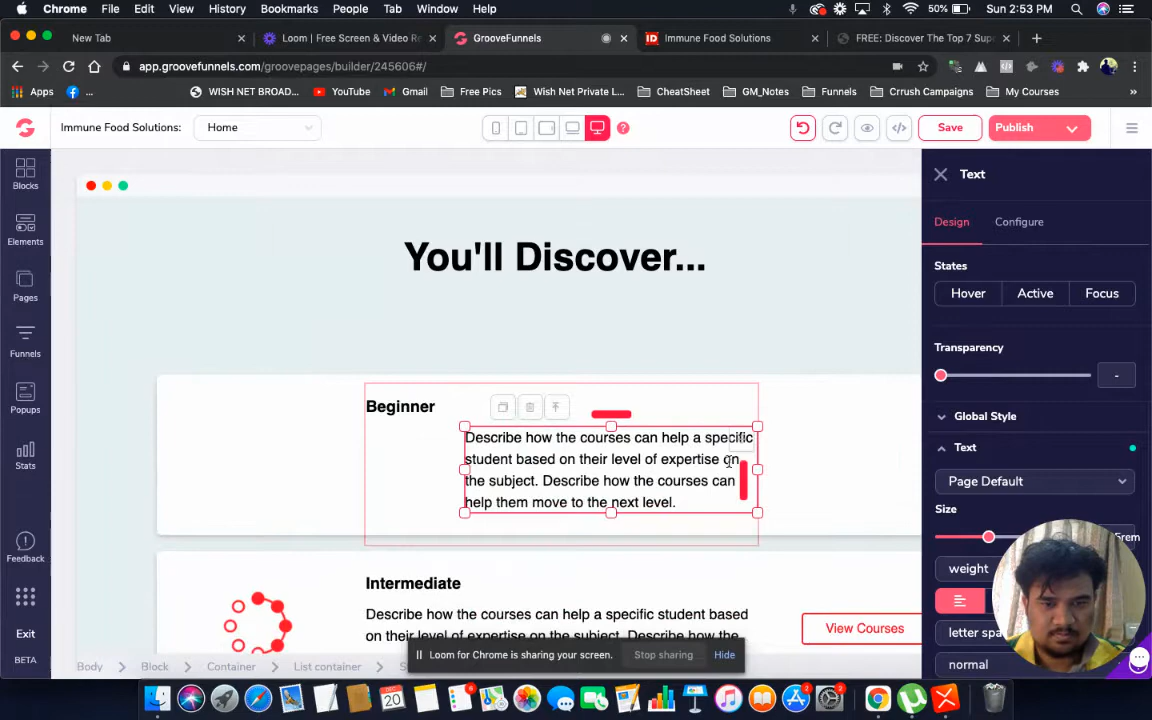 Chrome File Edit View History Bookmarks People Tab Window Help
50% Sun 2:53 PM
New Tab
Loom | Free Screen & Video Re
GrooveFunnels
Immune Food Solutions
FREE: Discover The Top 7 Sup
app.groovefunnels.com/groovepages/builder/245606#/
Apps
...
WISH NET BROAD...
YouTube
Gmail
Free Pics
Wish Net Private L...
CheatSheet
GM_Notes
Funnels
Crrush Campaigns
My Courses
»
Immune Food Solutions:
Home
Save
Publish
Blocks
Elements
Pages
Funnels
Popups
Stats
Feedback
Exit
BETA
You'll Discover...
Beginner
Describe how the courses can help a specific
student based on their level of expertise on
the subject. Describe how the courses can
help them move to the next level.
Intermediate
Describe how the courses can help a specific student based
on their level of expertise on the subject. Describe how the
View Courses
Loom for Chrome is sharing your screen.
Stop sharing
Hide
Body > Block > Container > List container >
Text
Design
Configure
States
Hover
Active
Focus
Transparency
-
Global Style
Text
Page Default
Size
weight
letter spa
normal
20